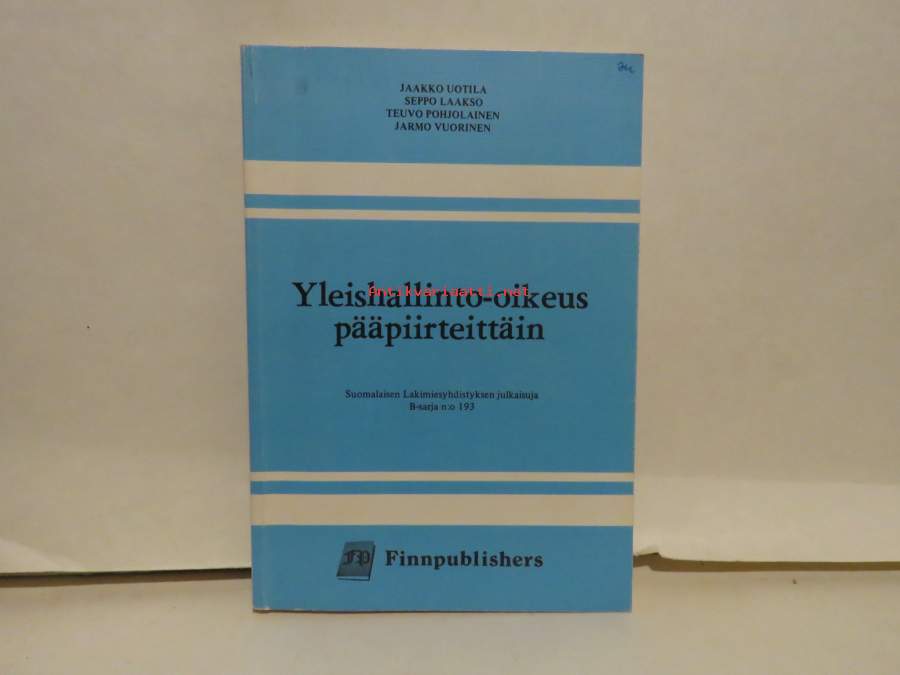 JAAKKO UOTILA
SEPPO LAAKSO
TEUVO POHJOLAINEN
JARMO VUORINEN
Yleishallinto-oikeus
Antikvariaatti.net
pääpiirteittäin
Suomalaisen Lakimiesyhdistyksen julkaisuja
B-sarja n:o 193
FP Finnpublishers